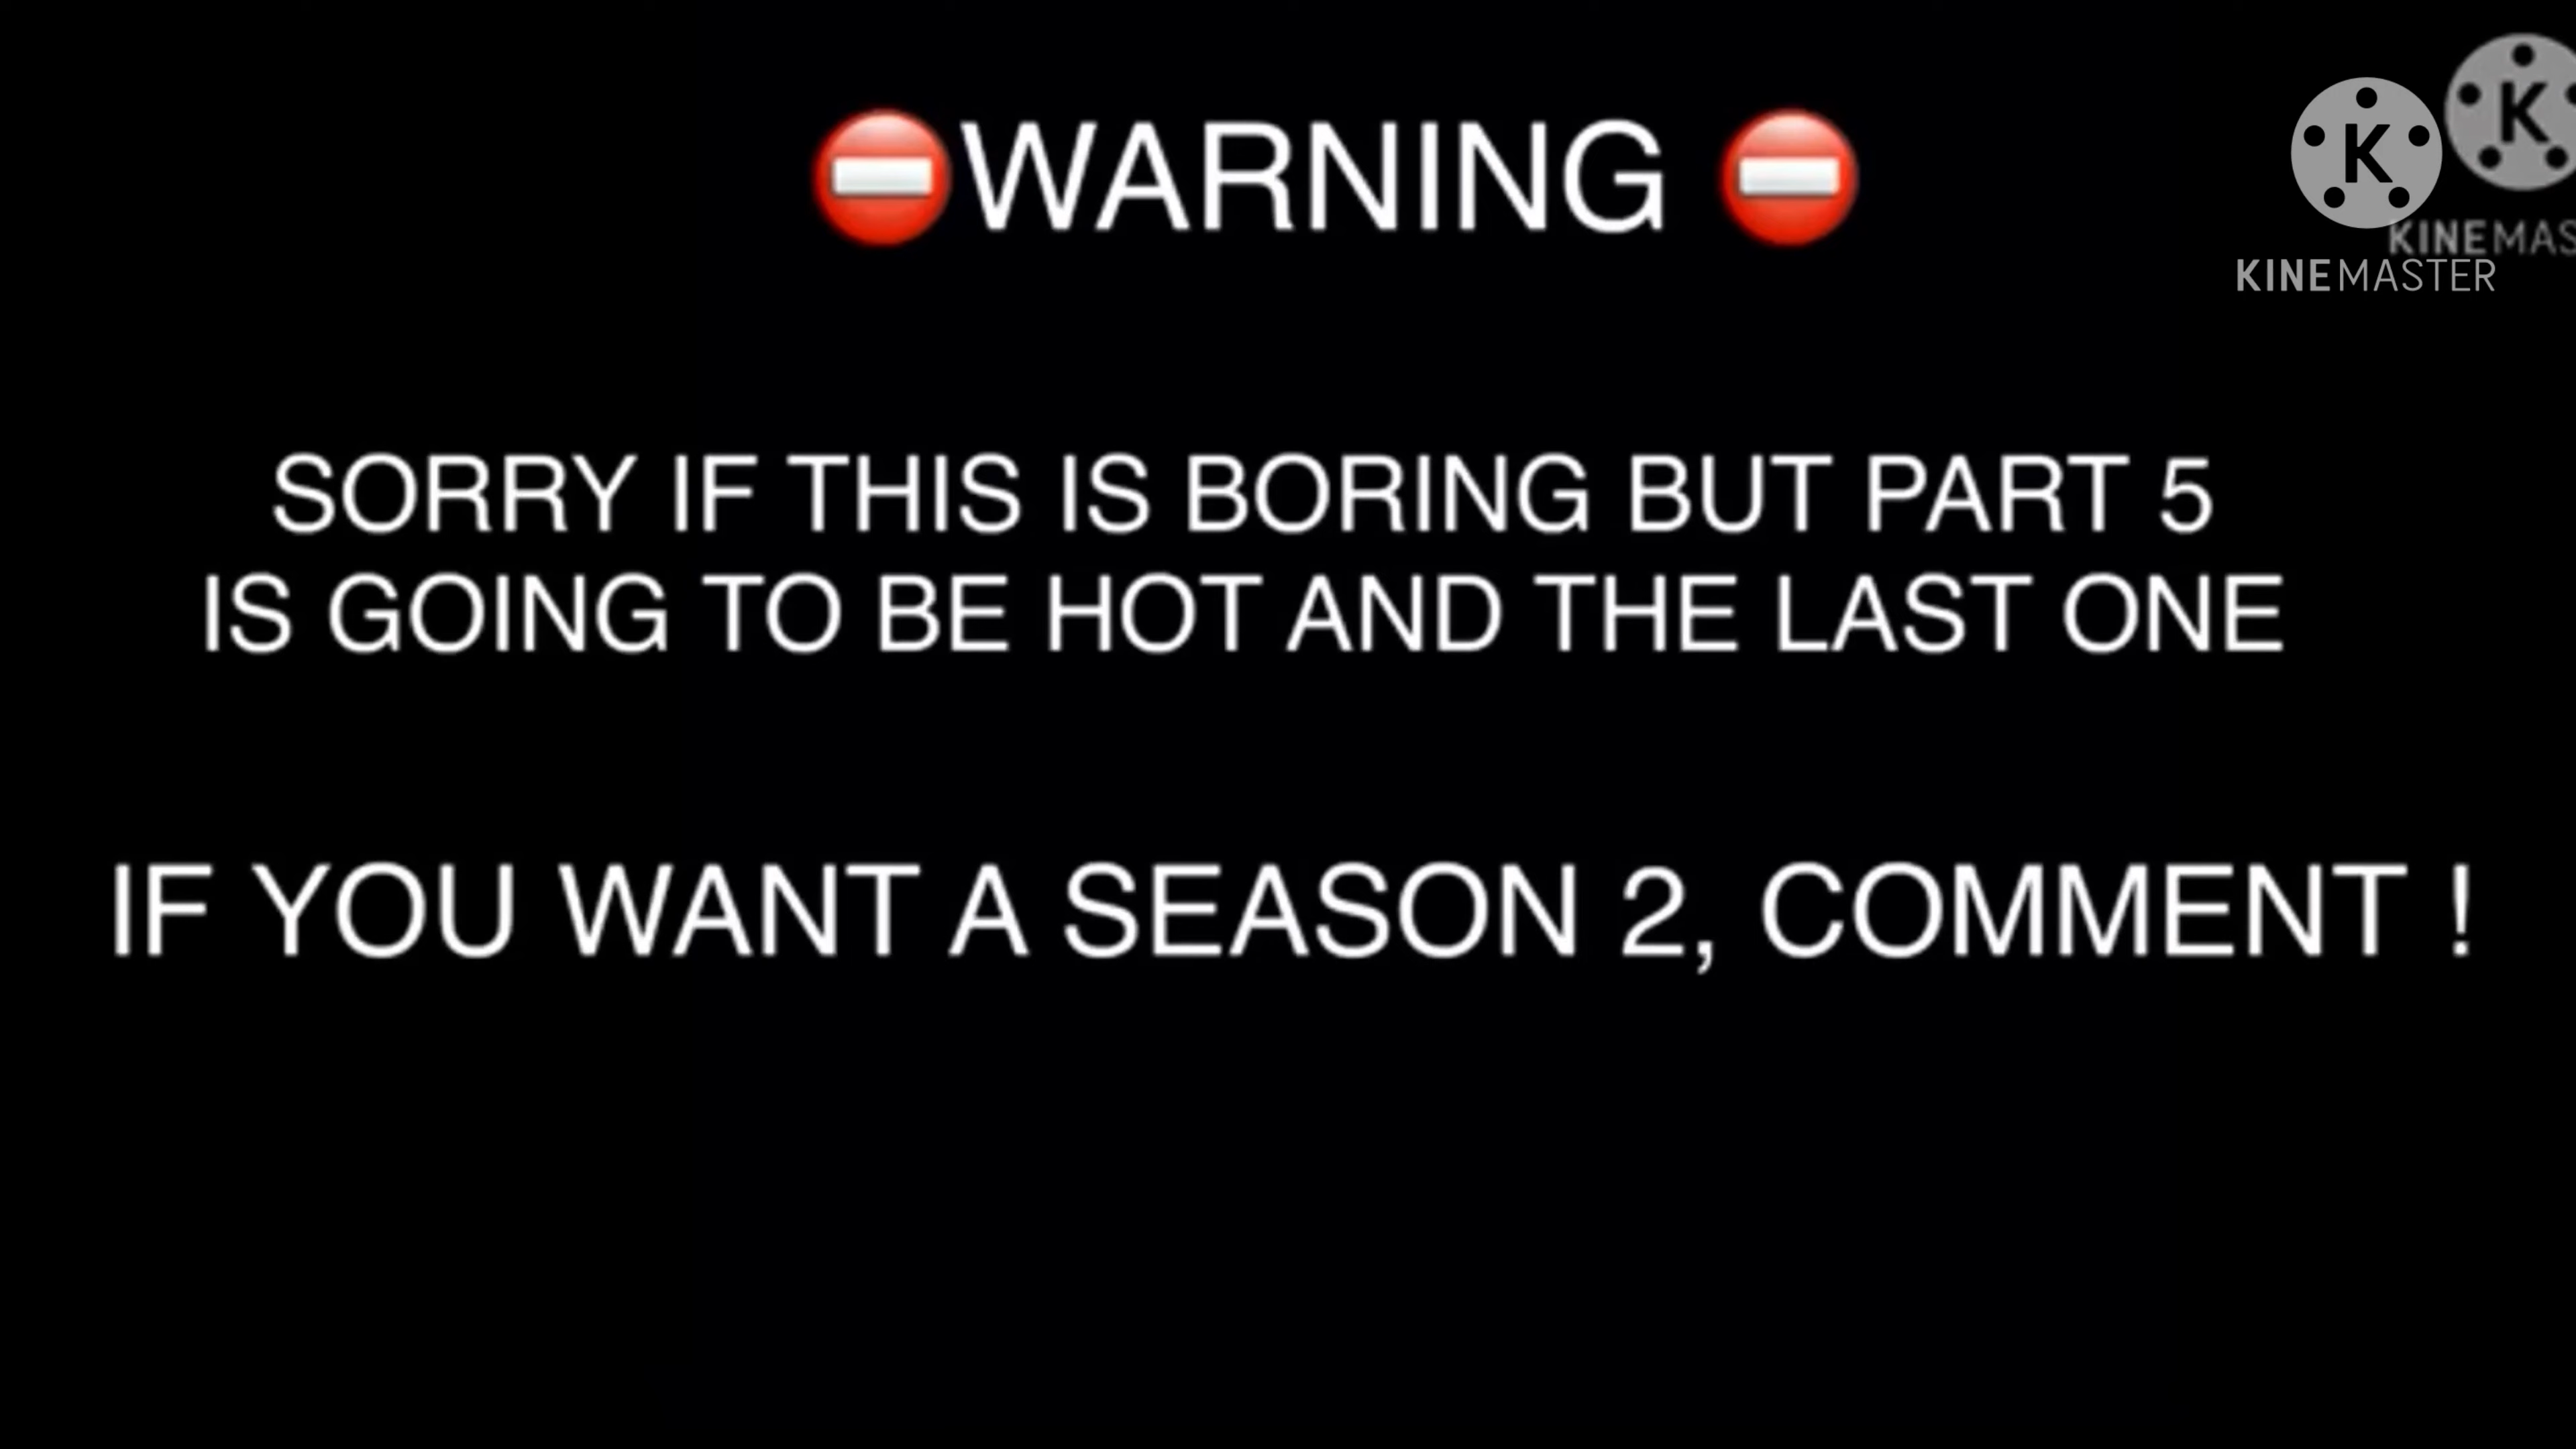 ⛔WARNING ⛔
K
K
KINEMAS
KINEMASTER
SORRY IF THIS IS BORING BUT PART 5
IS GOING TO BE HOT AND THE LAST ONE
IF YOU WANT A SEASON 2, COMMENT !